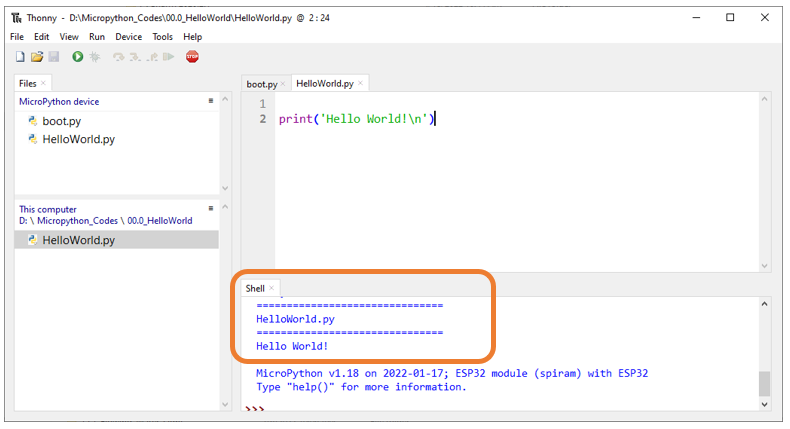 Thonny - D:\Micropython_Codes\00.0_HelloWorld\HelloWorld.py @ 2:24
File Edit View Run Device Tools Help
STOP
Files
MicroPython device
boot.py
HelloWorld.py
This computer
D: \ Micropython_Codes \ 00.0_HelloWorld
HelloWorld.py
boot.py HelloWorld.py
1
2 print('Hello World!\n')
Shell
===============================
HelloWorld.py
===============================
Hello World!
MicroPython v1.18 on 2022-01-17; ESP32 module (spiram) with ESP32
Type "help()" for more information.
>>>